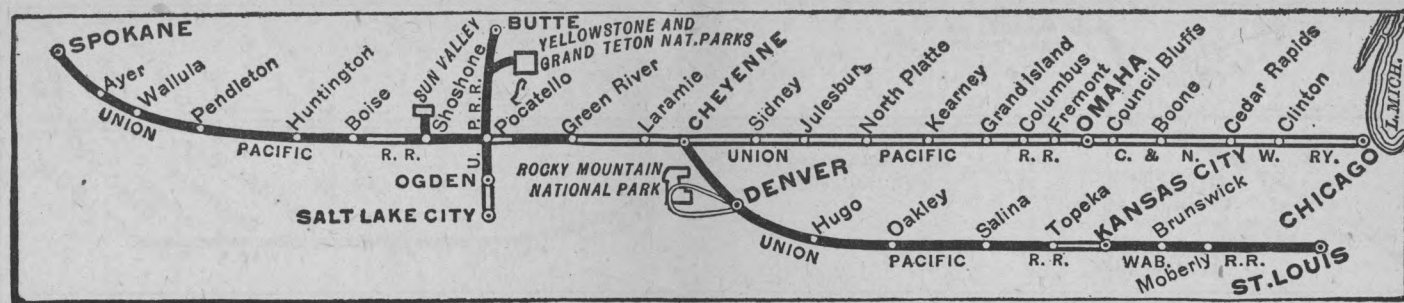 SPOKANE
Ayer
Wallula
Pendleton
Huntington
Boise
SUN VALLEY
Shoshone
BUTTE
YELLOWSTONE AND
GRAND TETON NAT. PARKS
Pocatello
Green River
Laramie
CHEYENNE
Sidney
Julesburg
North Platte
Kearney
Grand Island
Columbus
Fremont
OMAHA
Council Bluffs
Boone
Cedar Rapids
Clinton
CHICAGO
L. MICH.
UNION PACIFIC R. R.
U. P. R. R.
UNION PACIFIC R. R.
C. & N. W. RY.
OGDEN
SALT LAKE CITY
ROCKY MOUNTAIN
NATIONAL PARK
DENVER
Hugo
Oakley
Salina
Topeka
KANSAS CITY
Brunswick
Moberly
ST. LOUIS
UNION PACIFIC R. R.
WAB. R.R.